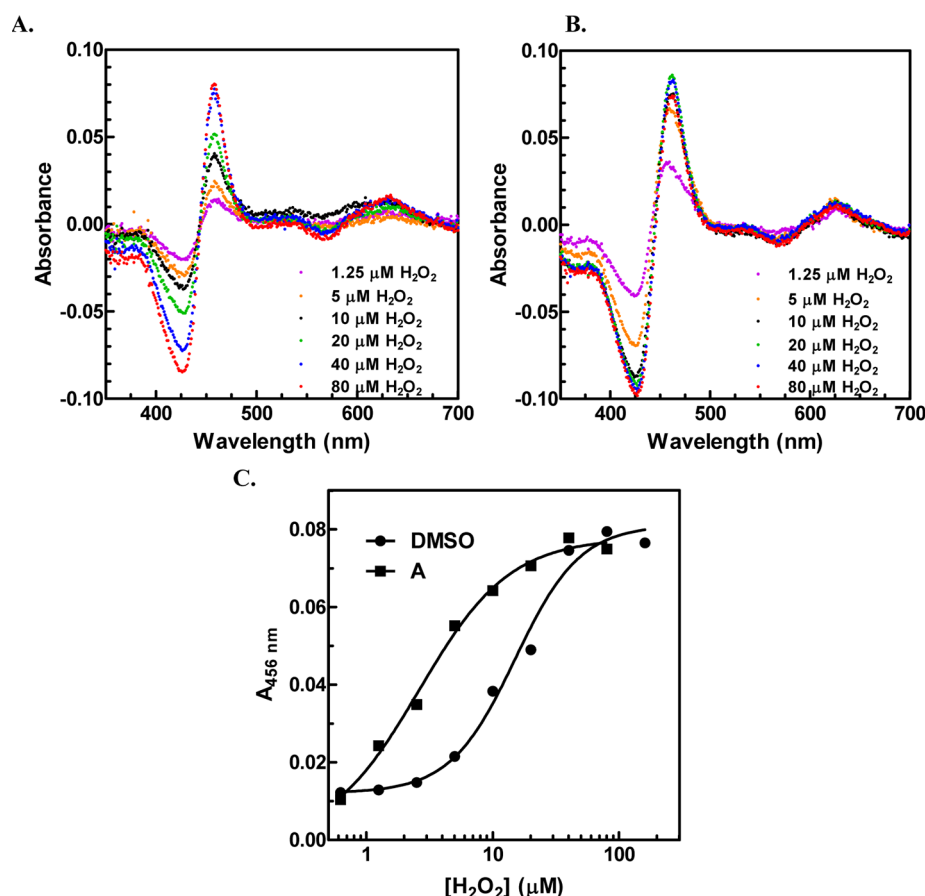 A.
0.10
0.05
0.00
-0.05
-0.10
Absorbance
1.25 μM H₂O₂
5 μM H₂O₂
10 μM H₂O₂
20 μM H₂O₂
40 μM H₂O₂
80 μM H₂O₂
400 500 600 700
Wavelength (nm)
B.
0.10
0.05
0.00
-0.05
-0.10
Absorbance
1.25 μM H₂O₂
5 μM H₂O₂
10 μM H₂O₂
20 μM H₂O₂
40 μM H₂O₂
80 μM H₂O₂
400 500 600 700
Wavelength (nm)
C.
0.08
0.06
0.04
0.02
0.00
A₄₅₆ ₙₘ
DMSO
A
1 10 100
[H₂O₂] (μM)